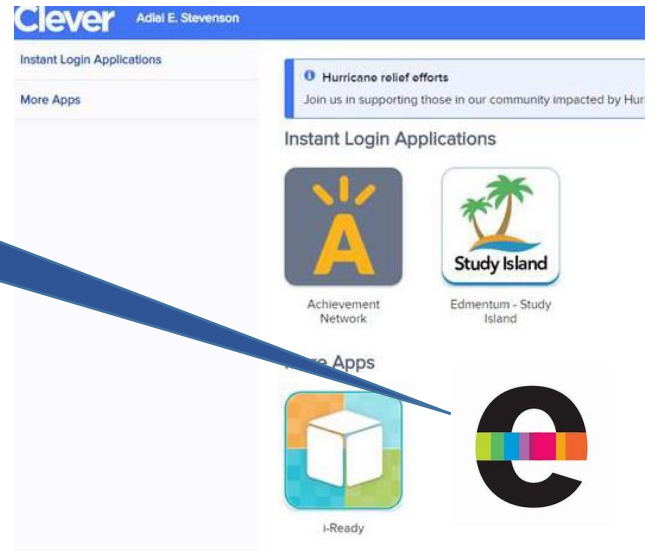 Clever Adlai E. Stevenson
Instant Login Applications
More Apps
Hurricane relief efforts
Join us in supporting those in our community impacted by Hur
Instant Login Applications
A
Study Island
Achievement
Network
Edmentum - Study
Island
Apps
i-Ready
e